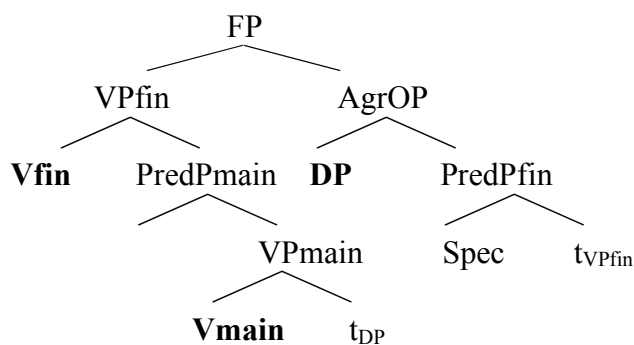 FP
VPfin AgrOP
Vfin PredPmain DP PredPfin
VPmain Spec tVPfin
Vmain tDP